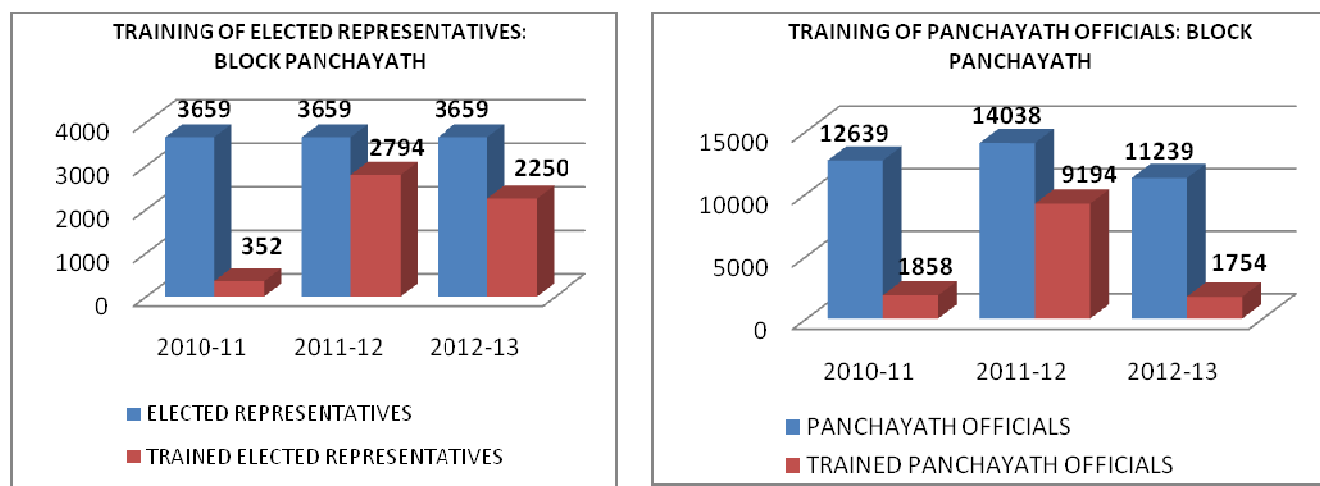 TRAINING OF ELECTED REPRESENTATIVES:
BLOCK PANCHAYATH
3659 3659 3659
2794
2250
352
4000
3000
2000
1000
0
2010-11 2011-12 2012-13
ELECTED REPRESENTATIVES
TRAINED ELECTED REPRESENTATIVES
TRAINING OF PANCHAYATH OFFICIALS: BLOCK
PANCHAYATH
14038
12639
11239
9194
1858
1754
15000
10000
5000
0
2010-11 2011-12 2012-13
PANCHAYATH OFFICIALS
TRAINED PANCHAYATH OFFICIALS